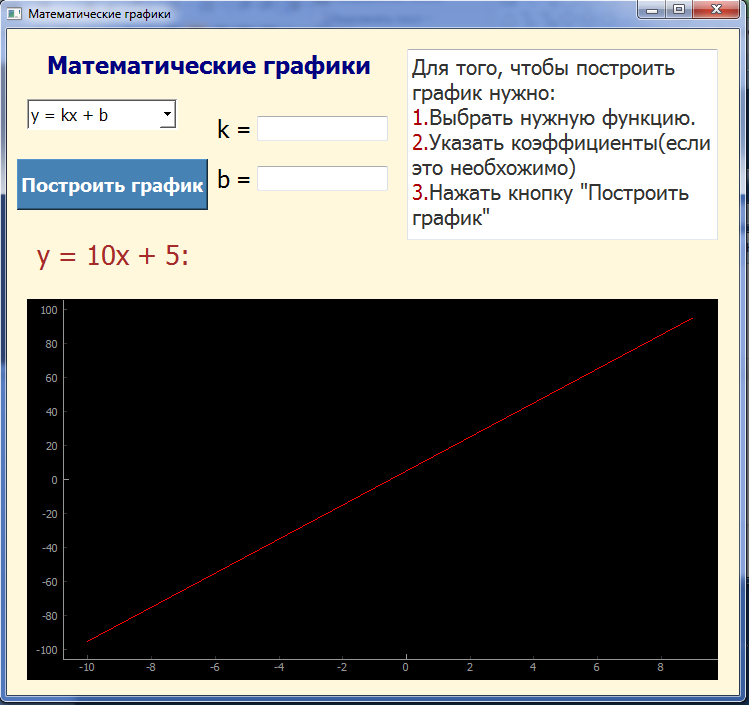 Математические графики
Математические графики
y = kx + b
k =
b =
Построить график
Для того, чтобы построить
график нужно:
1.Выбрать нужную функцию.
2.Указать коэффициенты(если
это необхожимо)
3.Нажать кнопку "Построить
график"
y = 10x + 5:
100
80
60
40
20
0
-20
-40
-60
-80
-100
-10 -8 -6 -4 -2 0 2 4 6 8